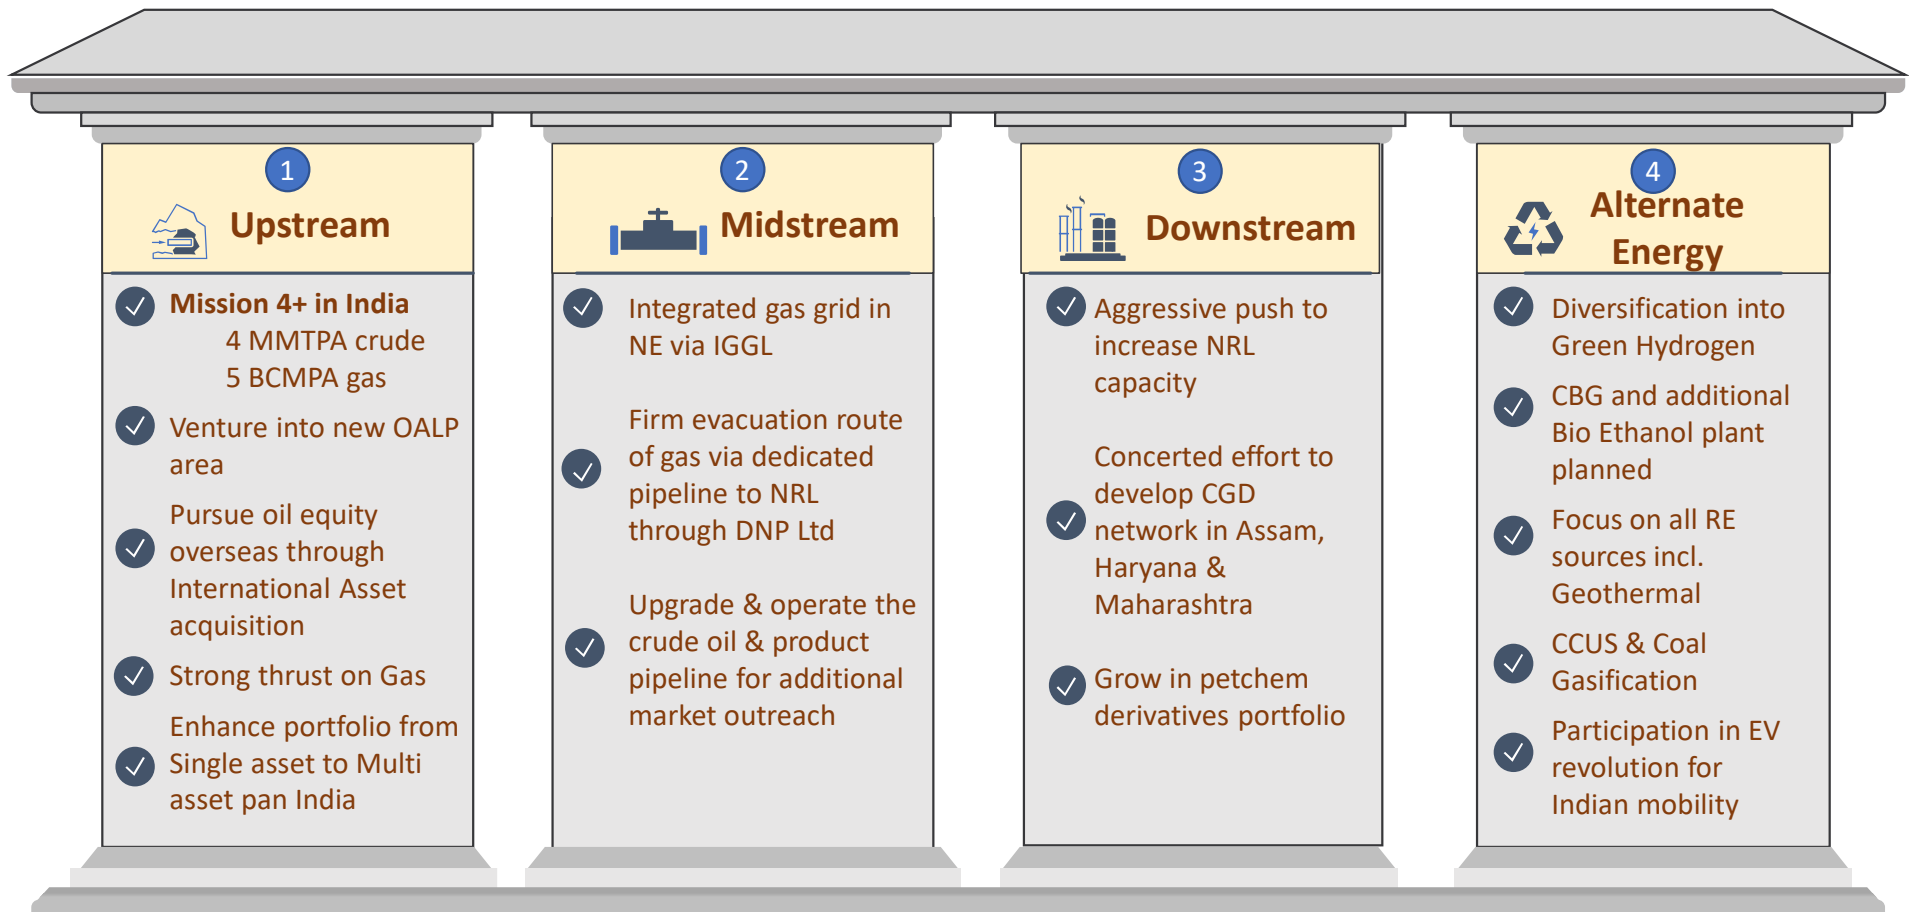 1
Upstream
Mission 4+ in India
4 MMTPA crude
5 BCMPA gas
Venture into new OALP
area
Pursue oil equity
overseas through
International Asset
acquisition
Strong thrust on Gas
Enhance portfolio from
Single asset to Multi
asset pan India
2
Midstream
Integrated gas grid in
NE via IGGL
Firm evacuation route
of gas via dedicated
pipeline to NRL
through DNP Ltd
Upgrade & operate the
crude oil & product
pipeline for additional
market outreach
3
Downstream
Aggressive push to
increase NRL
capacity
Concerted effort to
develop CGD
network in Assam,
Haryana &
Maharashtra
Grow in petchem
derivatives portfolio
4
Alternate
Energy
Diversification into
Green Hydrogen
CBG and additional
Bio Ethanol plant
planned
Focus on all RE
sources incl.
Geothermal
CCUS & Coal
Gasification
Participation in EV
revolution for
Indian mobility